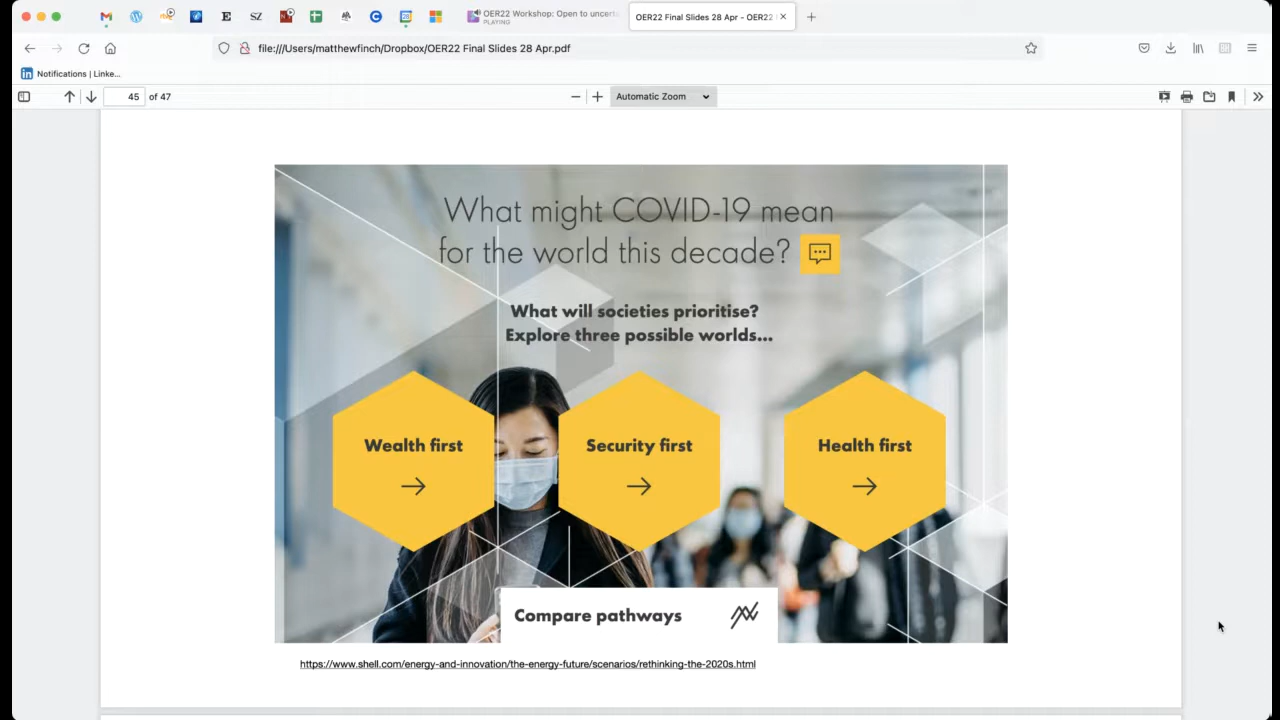 OER22 Workshop: Open to uncerta
PLAYING
OER22 Final Slides 28 Apr - OER22
file:///Users/matthewfinch/Dropbox/OER22 Final Slides 28 Apr.pdf
Notifications | Linke...
45 of 47
Automatic Zoom
What might COVID-19 mean
for the world this decade?
What will societies prioritise?
Explore three possible worlds...
Wealth first
Security first
Health first
Compare pathways
https://www.shell.com/energy-and-innovation/the-energy-future/scenarios/rethinking-the-2020s.html